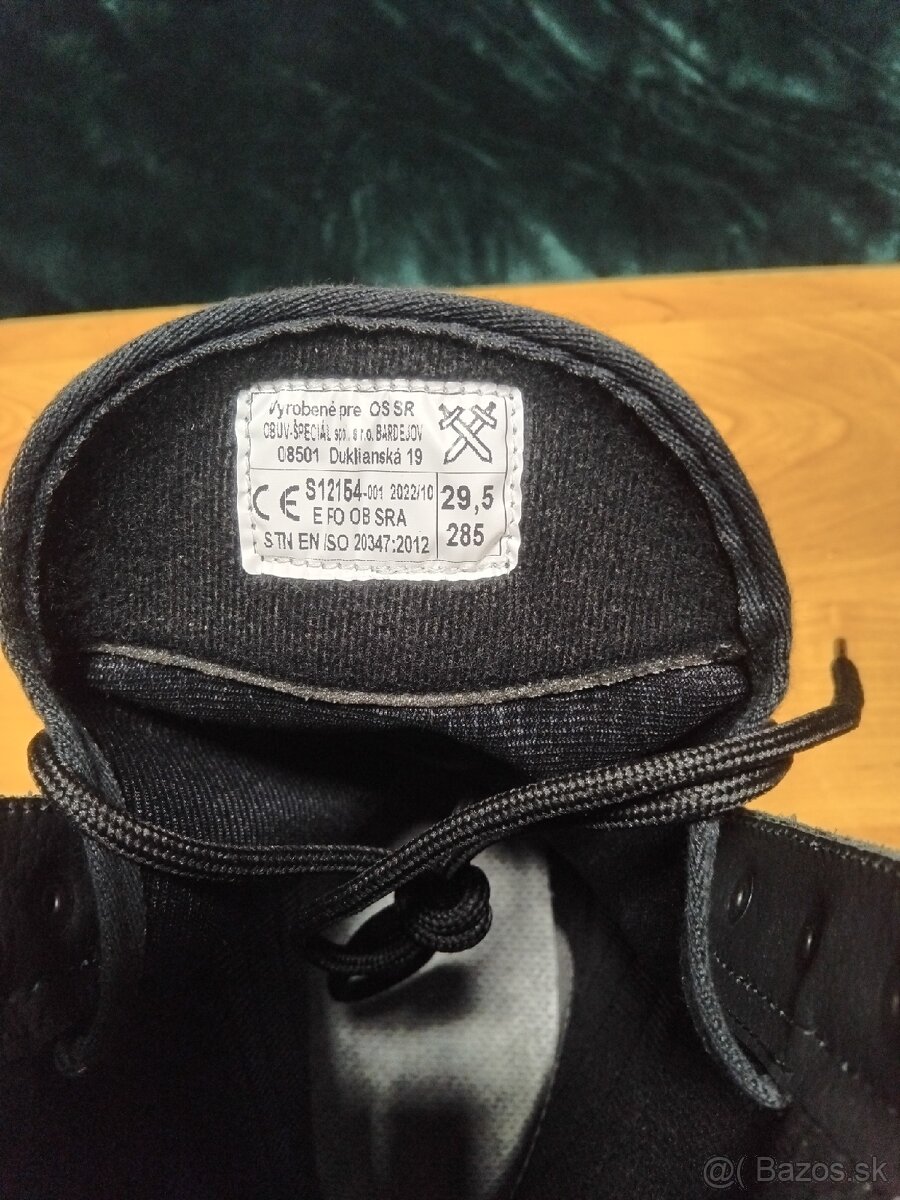 Vyrobené pre OS SR
OBUV-ŠPECIÁL spol. s r.o. BARDEJOV
08501 Duklianská 19
CE S12154-001 2022/10
E FO OB SRA
STN EN ISO 20347:2012
29,5
285
@( Bazos.sk